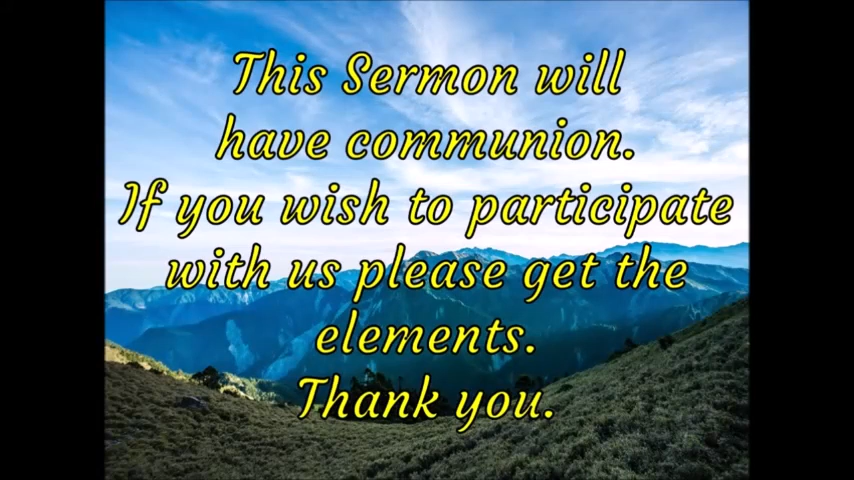 This Sermon will
have communion.
If you wish to participate
with us please get the
elements.
Thank you.